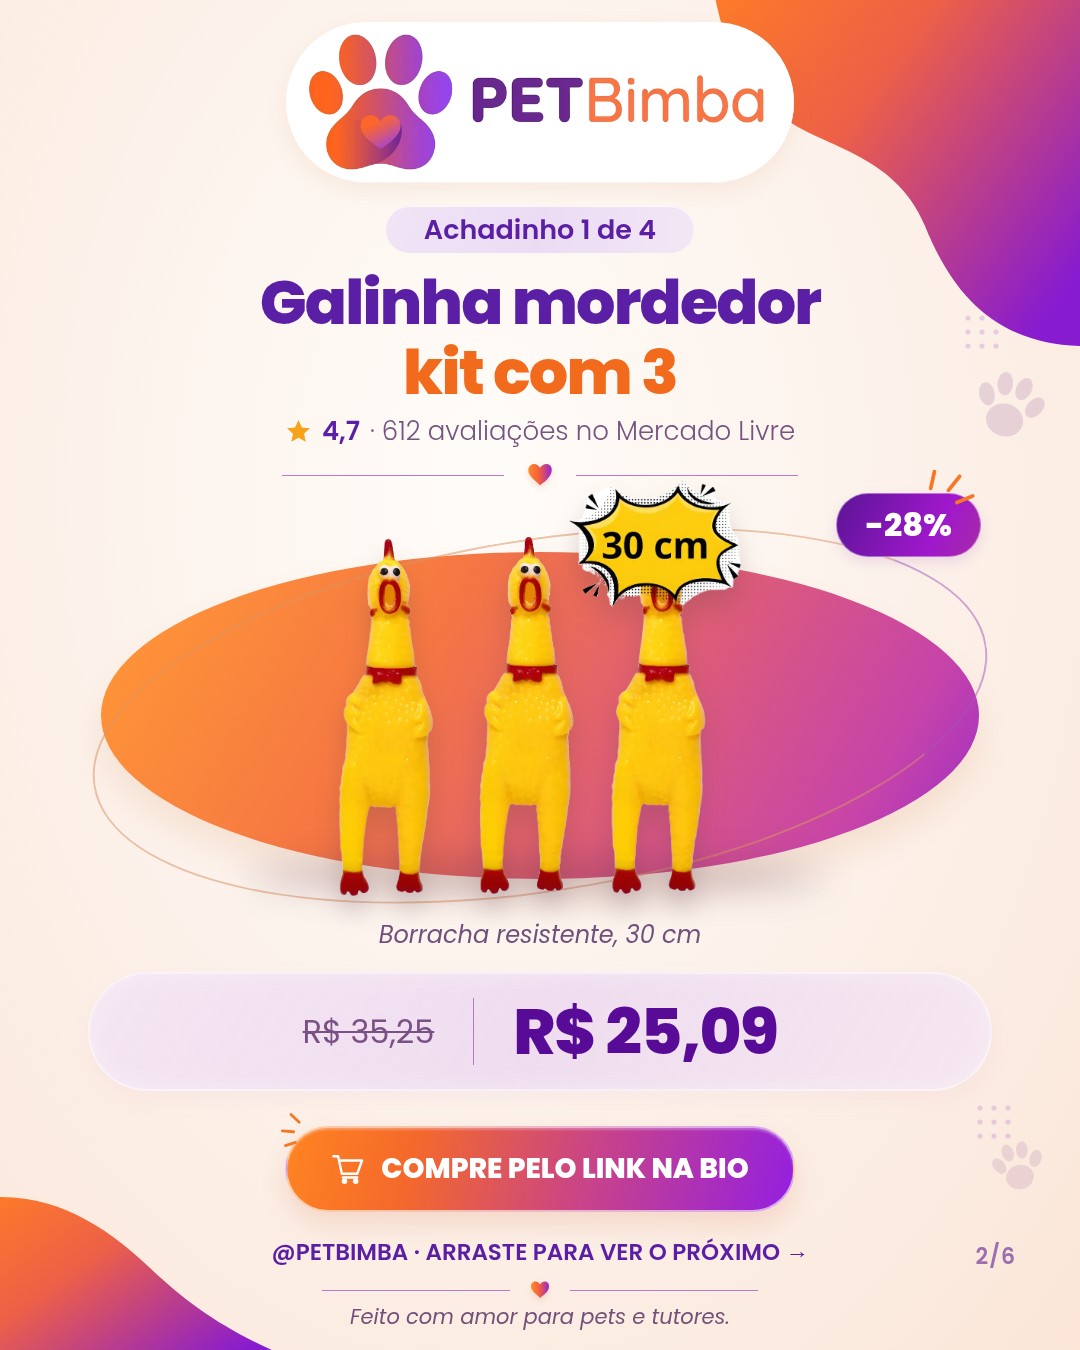 PETBimba
Achadinho 1 de 4
Galinha mordedor
kit com 3
4,7 · 612 avaliações no Mercado Livre
30 cm
-28%
Borracha resistente, 30 cm
R$ 35,25
R$ 25,09
COMPRE PELO LINK NA BIO
@PETBIMBA · ARRASTE PARA VER O PRÓXIMO →
2/6
Feito com amor para pets e tutores.